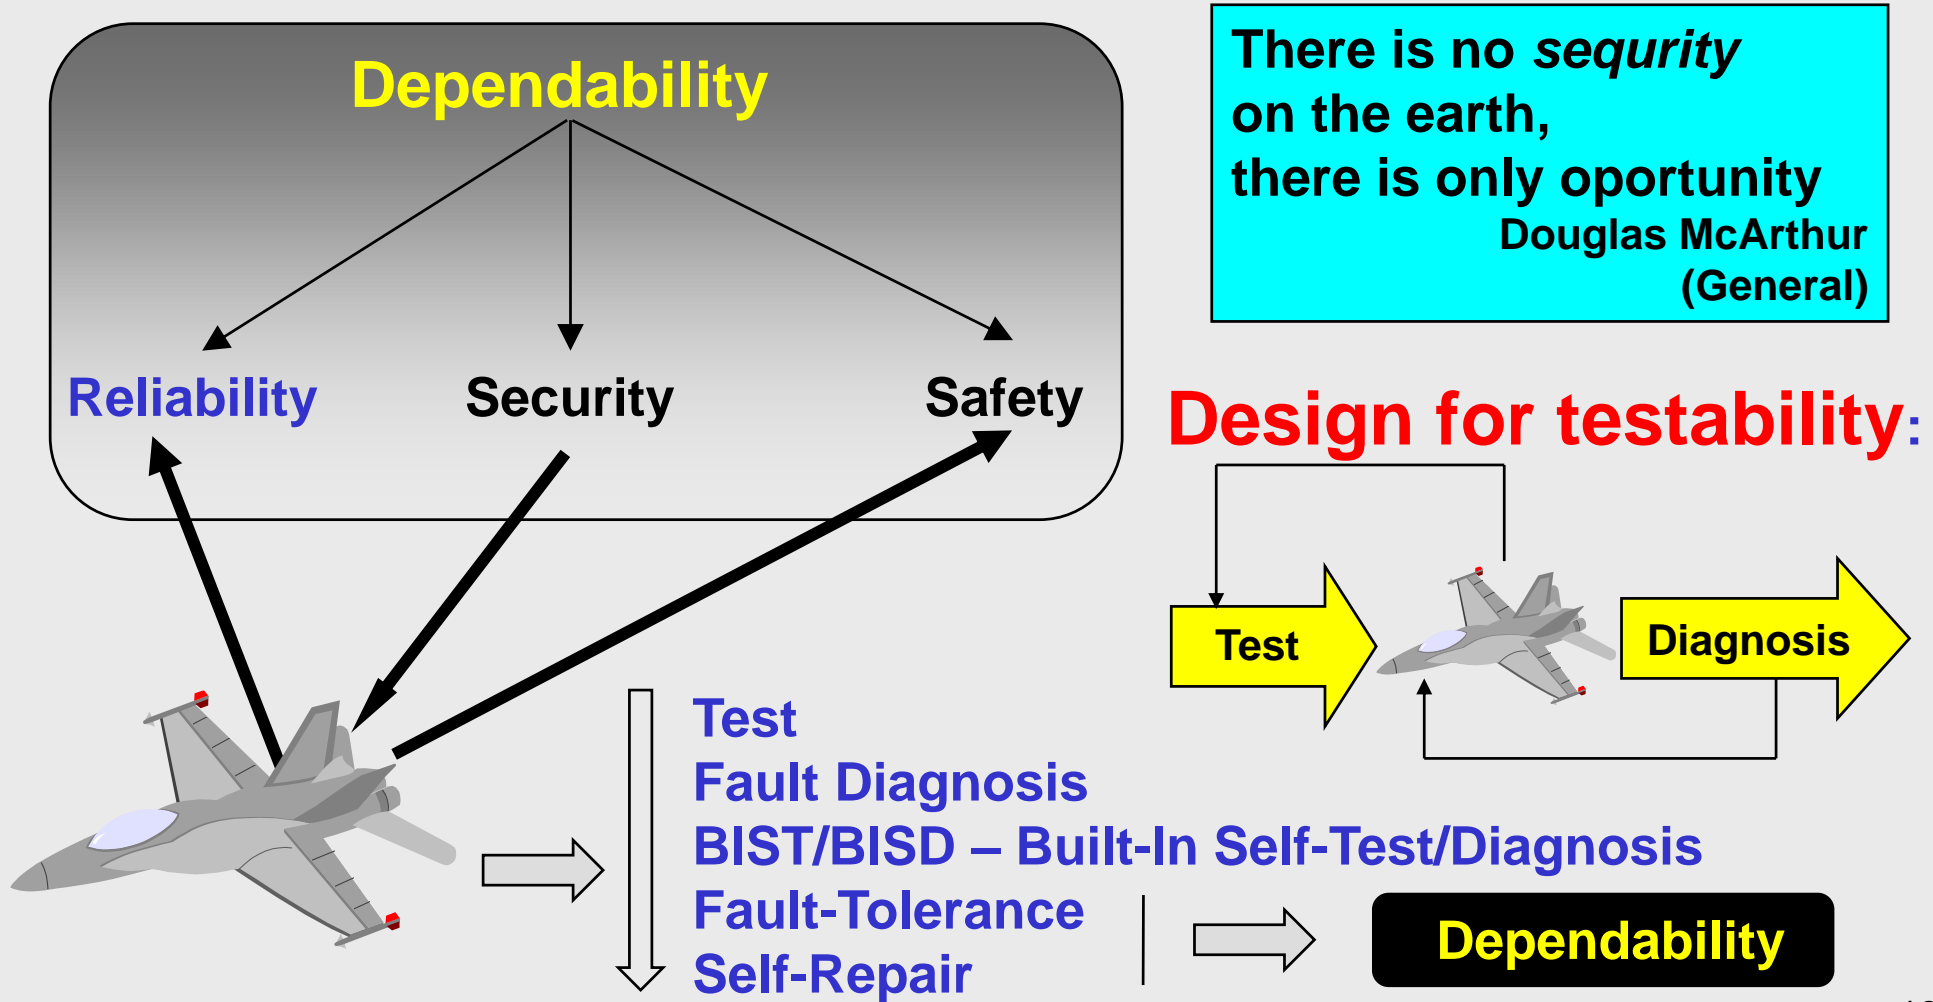 Dependability
Reliability
Security
Safety
There is no sequrity
on the earth,
there is only oportunity
Douglas McArthur
(General)
Design for testability:
Test
Diagnosis
Test
Fault Diagnosis
BIST/BISD – Built-In Self-Test/Diagnosis
Fault-Tolerance
Self-Repair
Dependability